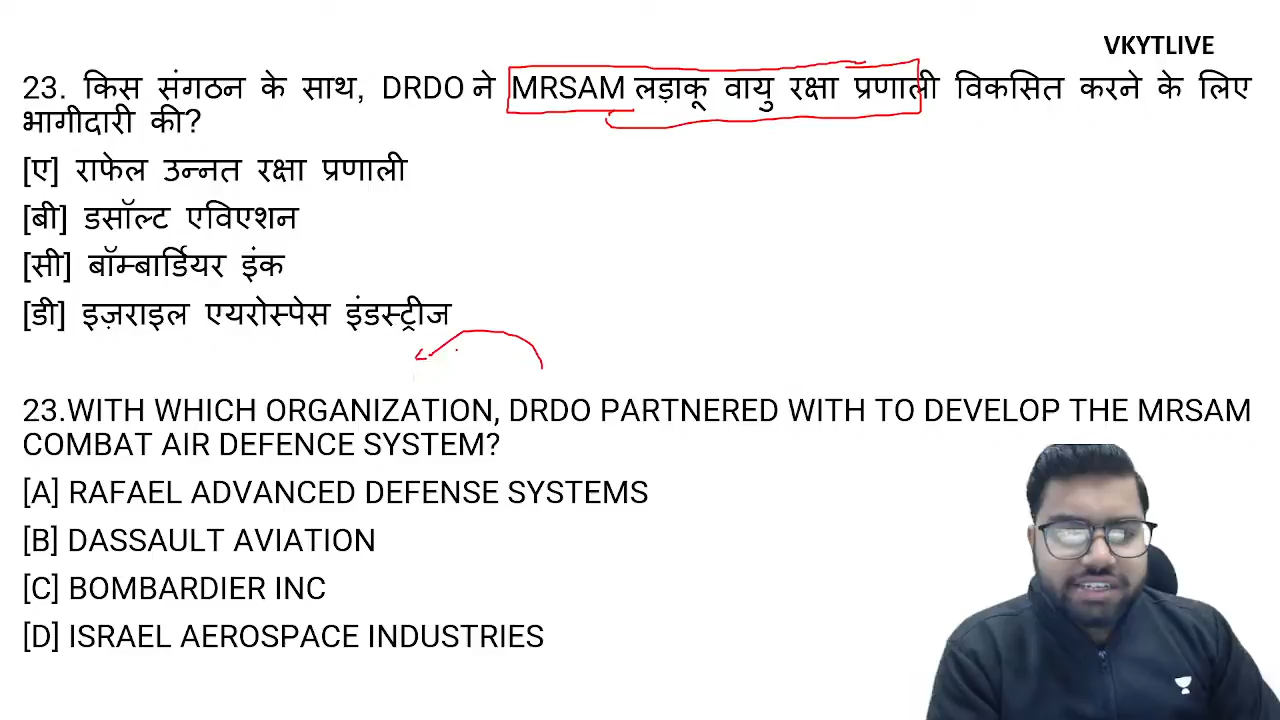 VKYTLIVE
23. किस संगठन के साथ, DRDO ने MRSAM लड़ाकू वायु रक्षा प्रणाली विकसित करने के लिए
भागीदारी की?
[ए] राफेल उन्नत रक्षा प्रणाली
[बी] डसॉल्ट एविएशन
[सी] बॉम्बार्डियर इंक
[डी] इज़राइल एयरोस्पेस इंडस्ट्रीज
23.WITH WHICH ORGANIZATION, DRDO PARTNERED WITH TO DEVELOP THE MRSAM
COMBAT AIR DEFENCE SYSTEM?
[A] RAFAEL ADVANCED DEFENSE SYSTEMS
[B] DASSAULT AVIATION
[C] BOMBARDIER INC
[D] ISRAEL AEROSPACE INDUSTRIES